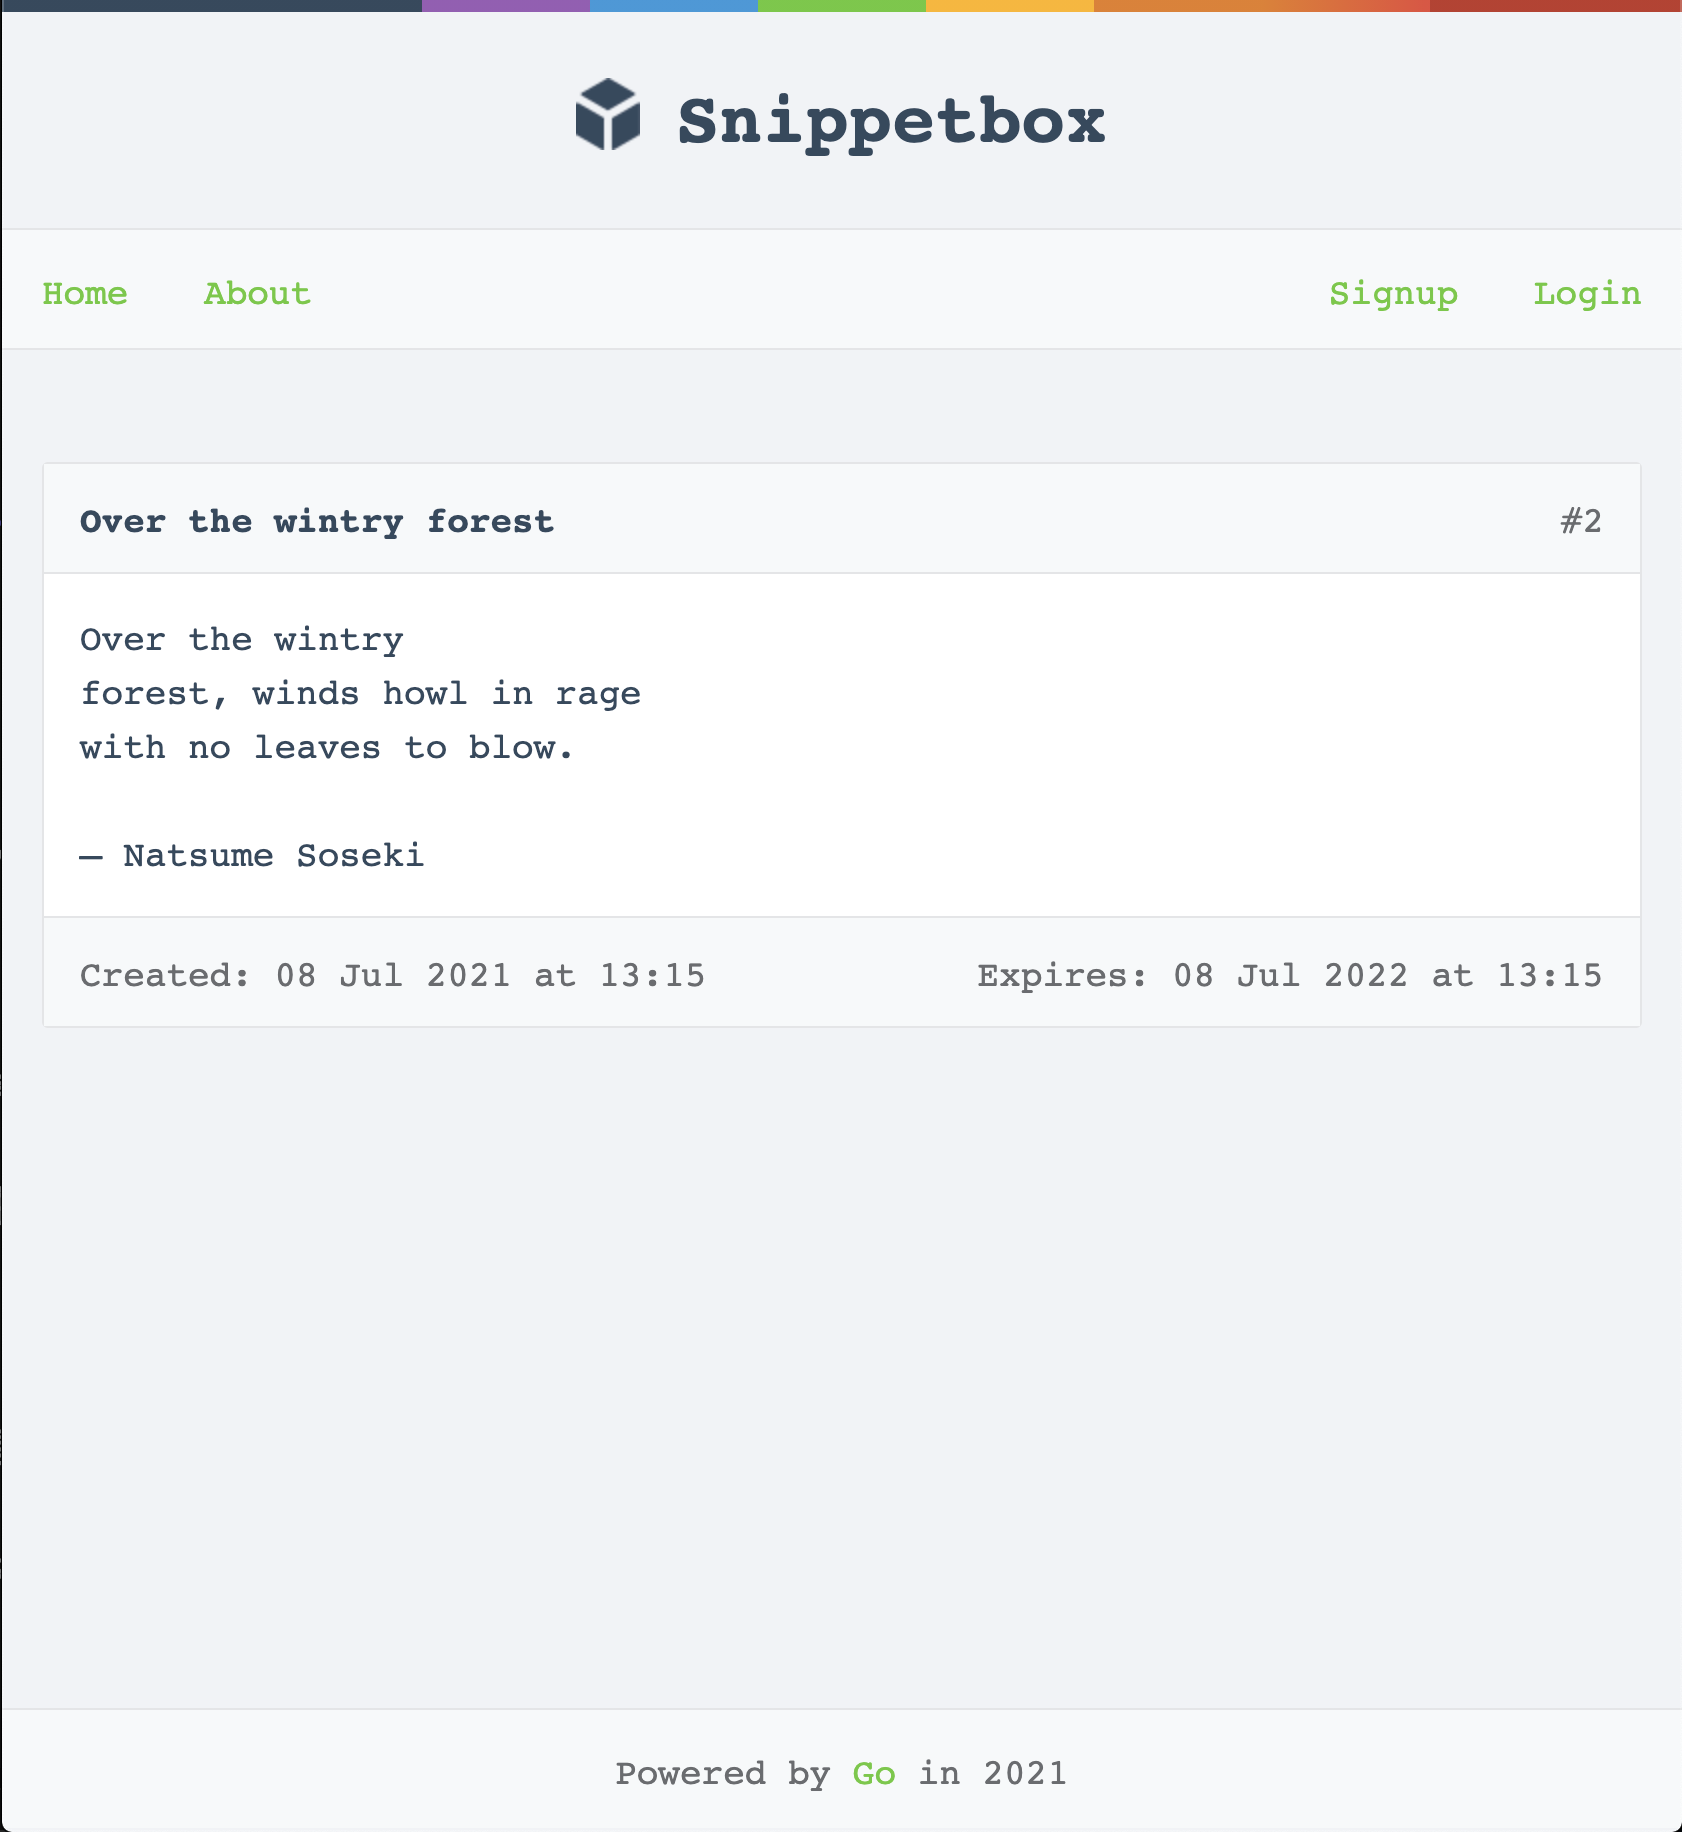 Snippetbox
Home About Signup Login
Over the wintry forest #2
Over the wintry
forest, winds howl in rage
with no leaves to blow.
— Natsume Soseki
Created: 08 Jul 2021 at 13:15 Expires: 08 Jul 2022 at 13:15
Powered by Go in 2021